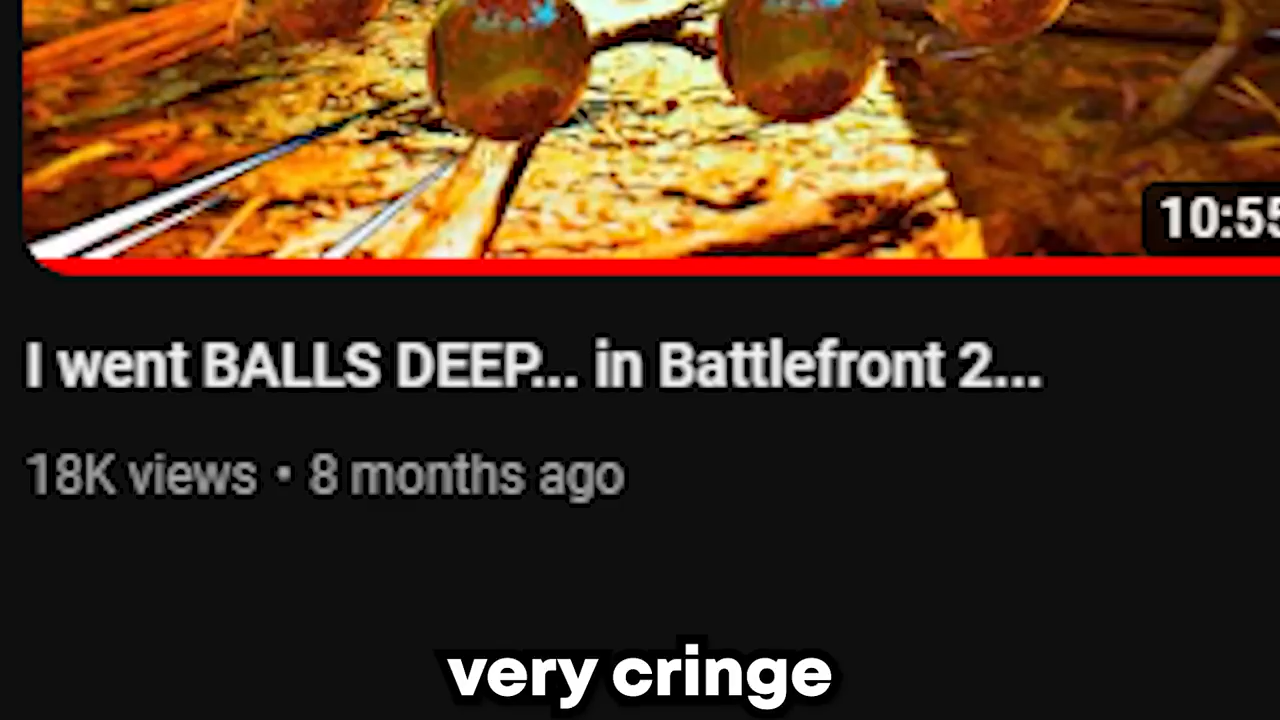 10:55
I went BALLS DEEP... in Battlefront 2...
18K views • 8 months ago
very cringe